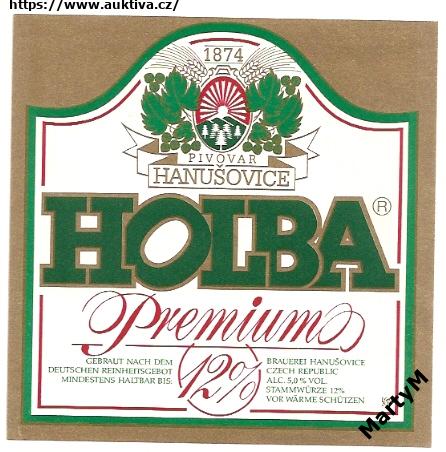 https://www.auktiva.cz/
1874
PIVOVAR
HANUŠOVICE
HOLBA®
Premium
12%
GEBRAUT NACH DEM
DEUTSCHEN REINHEITSGEBOT
MINDESTENS HALTBAR BIS:
BRAUEREI HANUŠOVICE
CZECH REPUBLIC
ALC. 5,0 % VOL.
STAMMWÜRZE 12%
VOR WÄRME SCHÜTZEN
MartyM